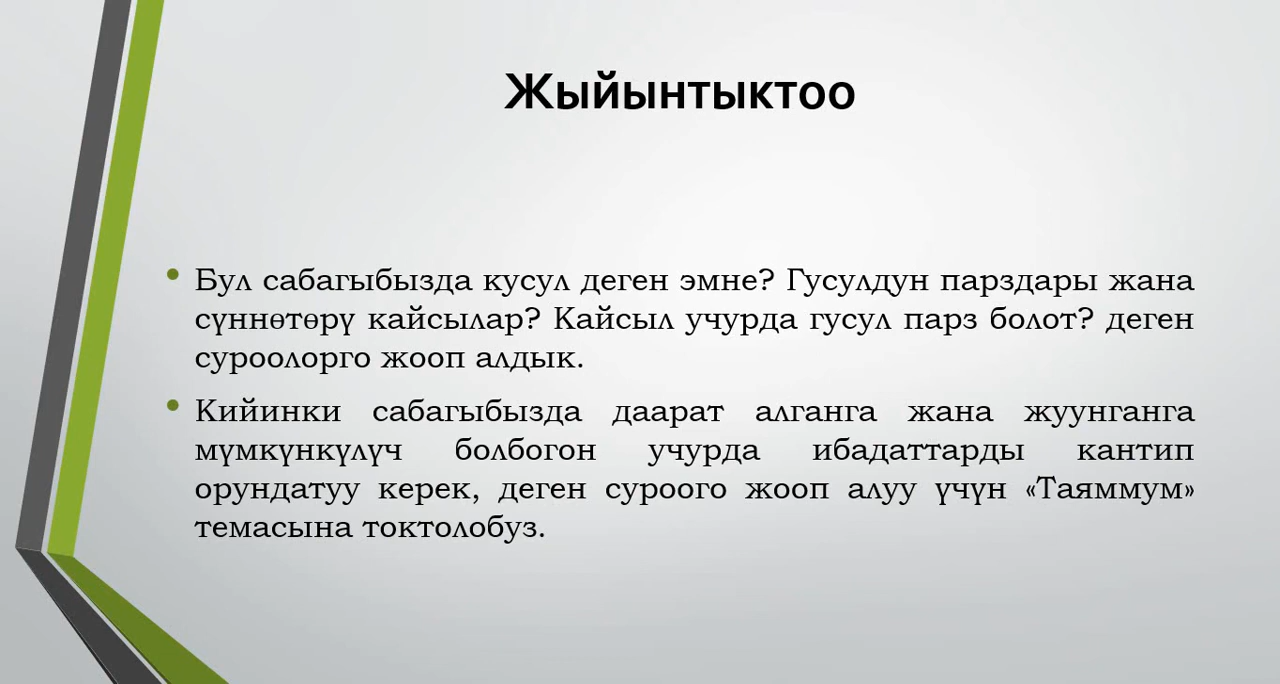 Жыйынтыктоо
Бул сабагыбызда кусул деген эмне? Гусулдун парздары жана
сүннөтөрү кайсылар? Кайсыл учурда гусул парз болот? деген
суроолорго жооп алдык.
Кийинки сабагыбызда даарат алганга жана жуунганга
мүмкүнкүлүч болбогон учурда ибадаттарды кантип
орундатуу керек, деген суроого жооп алуу үчүн «Таяммум»
темасына токтолобуз.